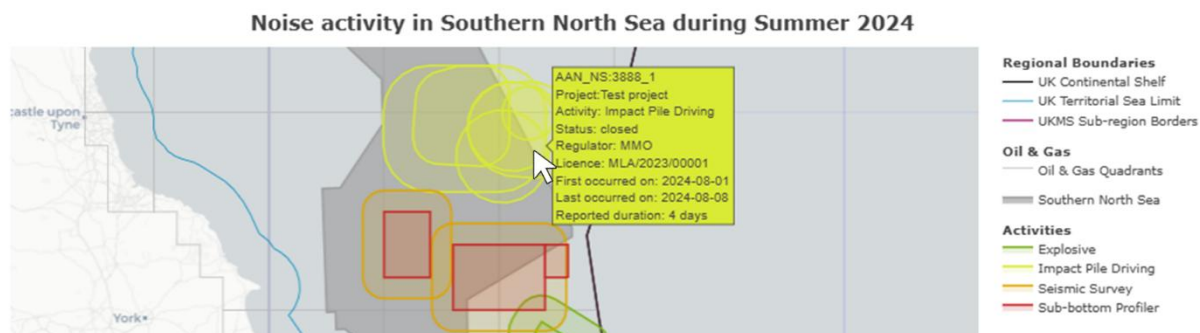 Noise activity in Southern North Sea during Summer 2024
astle upon
Tyne
York
AAN_NS:3888_1
Project:Test project
Activity: Impact Pile Driving
Status: closed
Regulator: MMO
Licence: MLA/2023/00001
First occurred on: 2024-08-01
Last occurred on: 2024-08-08
Reported duration: 4 days
Regional Boundaries
UK Continental Shelf
UK Territorial Sea Limit
UKMS Sub-region Borders
Oil & Gas
Oil & Gas Quadrants
Southern North Sea
Activities
Explosive
Impact Pile Driving
Seismic Survey
Sub-bottom Profiler